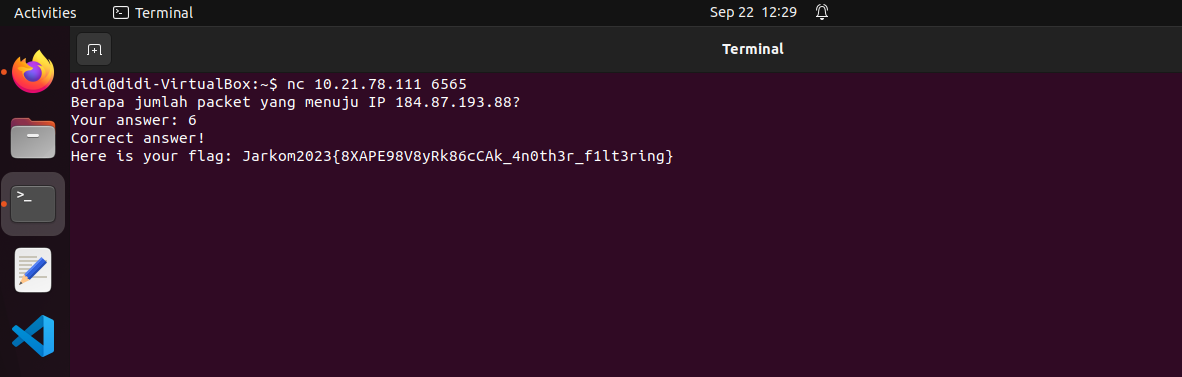 Activities
Terminal
Sep 22 12:29
Terminal
didi@didi-VirtualBox:~$ nc 10.21.78.111 6565
Berapa jumlah packet yang menuju IP 184.87.193.88?
Your answer: 6
Correct answer!
Here is your flag: Jarkom2023{8XAPE98V8yRk86cCAk_4n0th3r_f1lt3ring}
>_